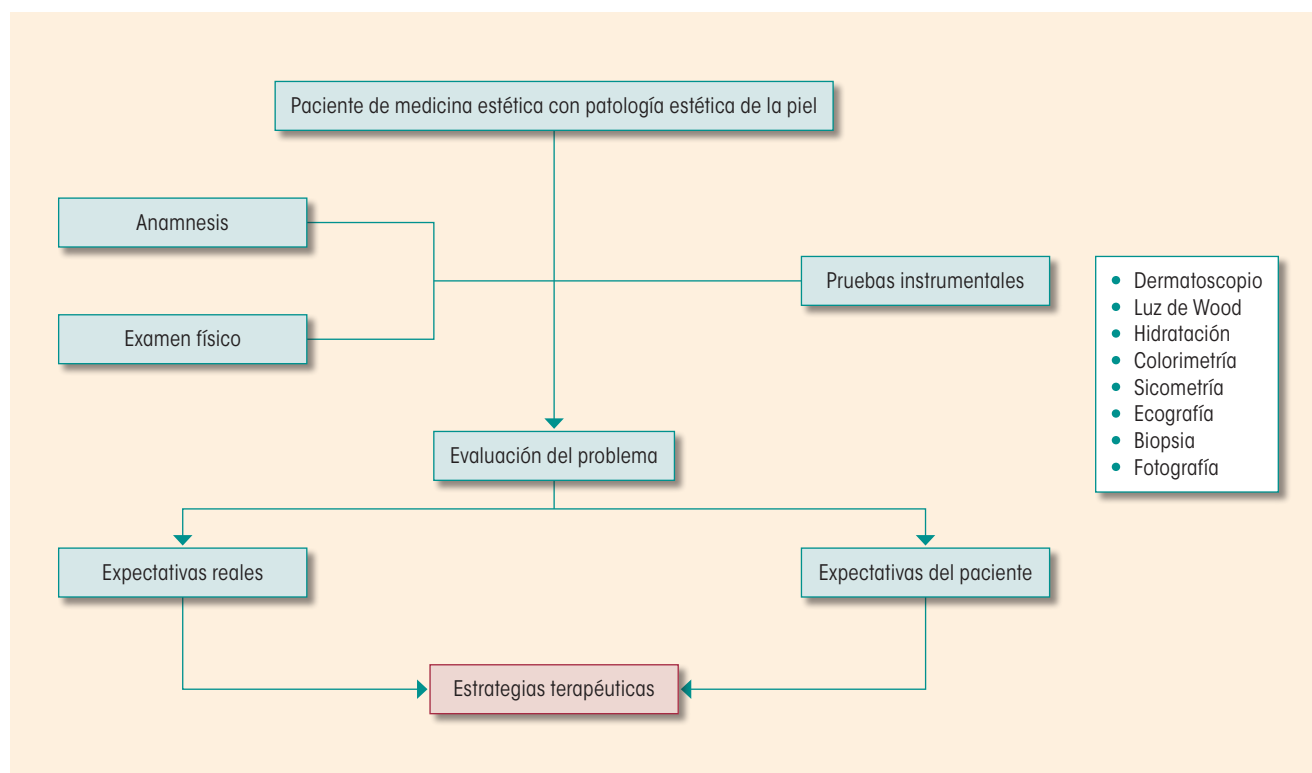 Paciente de medicina estética con patología estética de la piel
Anamnesis
Pruebas instrumentales
Examen físico
• Dermatoscopio
• Luz de Wood
• Hidratación
• Colorimetría
• Sicometría
• Ecografía
• Biopsia
• Fotografía
Evaluación del problema
Expectativas reales
Expectativas del paciente
Estrategias terapéuticas